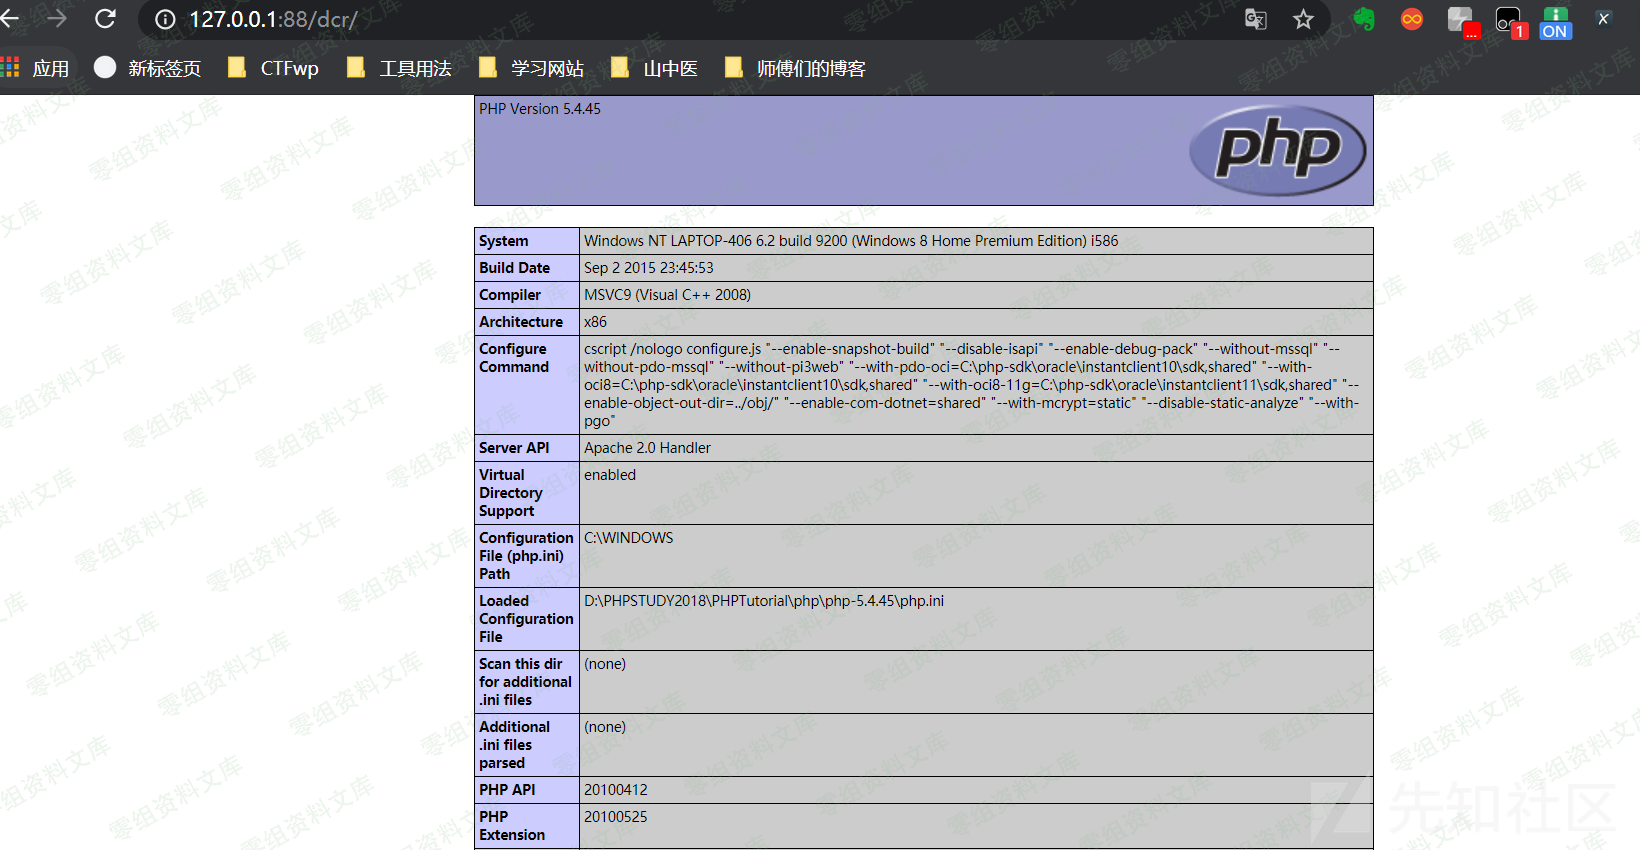 127.0.0.1:88/dcr/
...
1
ON
X
应用
新标签页
CTFwp
工具用法
学习网站
山中医
师傅们的博客
PHP Version 5.4.45
php
System
Windows NT LAPTOP-406 6.2 build 9200 (Windows 8 Home Premium Edition) i586
Build Date
Sep 2 2015 23:45:53
Compiler
MSVC9 (Visual C++ 2008)
Architecture
x86
Configure
Command
cscript /nologo configure.js "--enable-snapshot-build" "--disable-isapi" "--enable-debug-pack" "--without-mssql" "--
without-pdo-mssql" "--without-pi3web" "--with-pdo-oci=C:\php-sdk\oracle\instantclient10\sdk,shared" "--with-
oci8=C:\php-sdk\oracle\instantclient10\sdk,shared" "--with-oci8-11g=C:\php-sdk\oracle\instantclient11\sdk,shared" "--
enable-object-out-dir=../obj/" "--enable-com-dotnet=shared" "--with-mcrypt=static" "--disable-static-analyze" "--with-
pgo"
Server API
Apache 2.0 Handler
Virtual
Directory
Support
enabled
Configuration
File (php.ini)
Path
C:\WINDOWS
Loaded
Configuration
File
D:\PHPSTUDY2018\PHPTutorial\php\php-5.4.45\php.ini
Scan this dir
for additional
.ini files
(none)
Additional
.ini files
parsed
(none)
PHP API
20100412
PHP
Extension
20100525
零组资料文库
先知社区